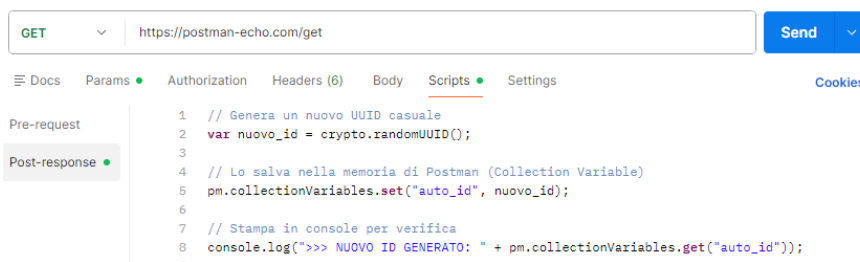 GET https://postman-echo.com/get Send
Docs Params Authorization Headers (6) Body Scripts Settings Cookies
Pre-request
Post-response
1 // Genera un nuovo UUID casuale
2 var nuovo_id = crypto.randomUUID();
3
4 // Lo salva nella memoria di Postman (Collection Variable)
5 pm.collectionVariables.set("auto_id", nuovo_id);
6
7 // Stampa in console per verifica
8 console.log(">>> NUOVO ID GENERATO: " + pm.collectionVariables.get("auto_id"));